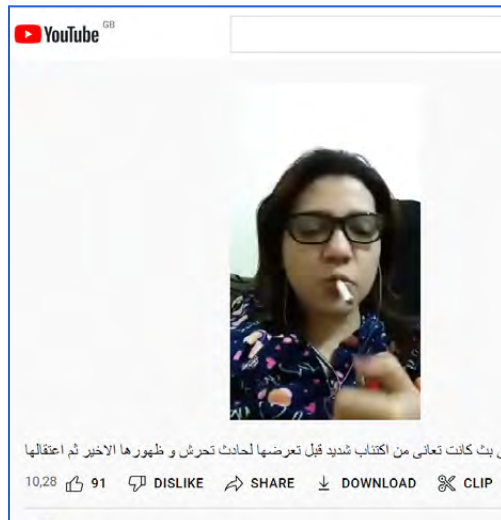 YouTube GB
بث كانت تعانى من اكتئاب شديد قبل تعرضها لحادث تحرش و ظهورها الاخير ثم اعتقالها
10,28 91 DISLIKE SHARE DOWNLOAD CLIP